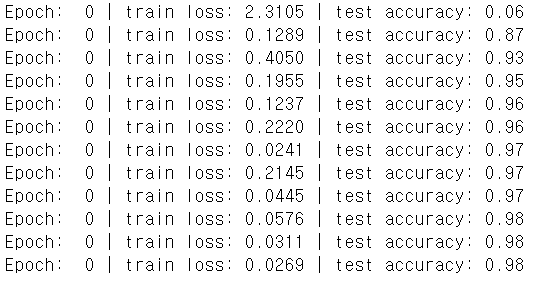 Epoch:  0 | train loss: 2.3105 | test accuracy: 0.06
Epoch:  0 | train loss: 0.1289 | test accuracy: 0.87
Epoch:  0 | train loss: 0.4050 | test accuracy: 0.93
Epoch:  0 | train loss: 0.1955 | test accuracy: 0.95
Epoch:  0 | train loss: 0.1237 | test accuracy: 0.96
Epoch:  0 | train loss: 0.2220 | test accuracy: 0.96
Epoch:  0 | train loss: 0.0241 | test accuracy: 0.97
Epoch:  0 | train loss: 0.2145 | test accuracy: 0.97
Epoch:  0 | train loss: 0.0445 | test accuracy: 0.97
Epoch:  0 | train loss: 0.0576 | test accuracy: 0.98
Epoch:  0 | train loss: 0.0311 | test accuracy: 0.98
Epoch:  0 | train loss: 0.0269 | test accuracy: 0.98